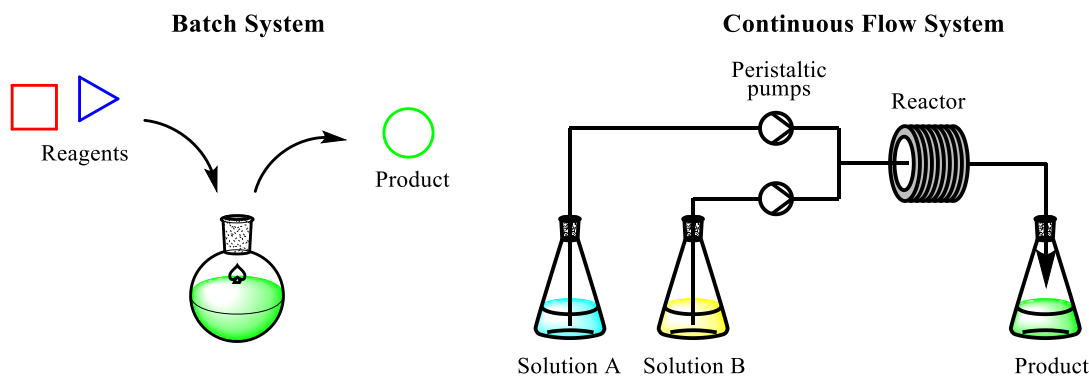 Batch System
Reagents
Product
Continuous Flow System
Peristaltic
pumps
Reactor
Solution A
Solution B
Product